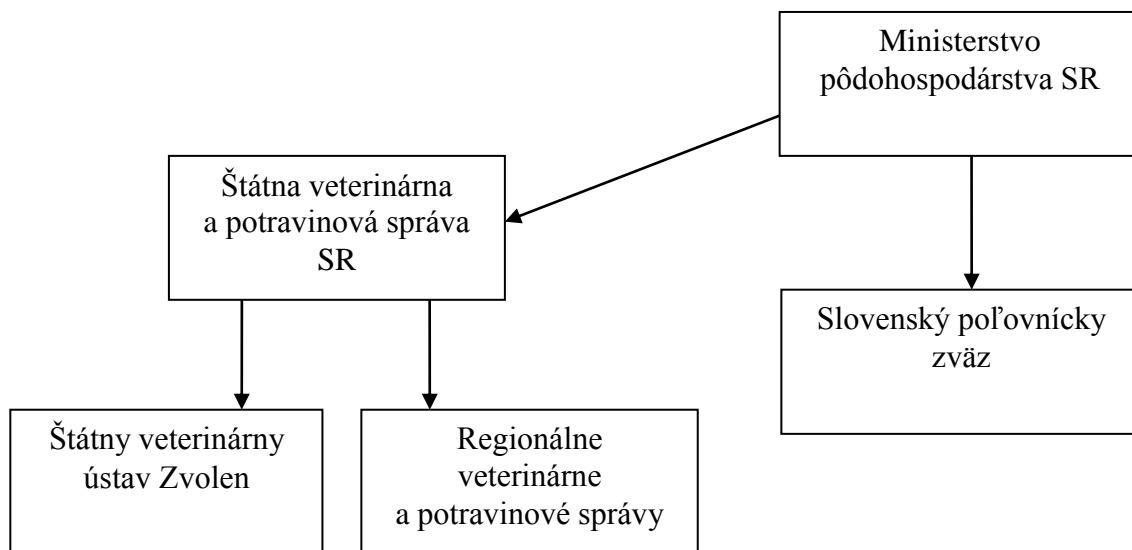 Ministerstvo
pôdohospodárstva SR
Štátna veterinárna
a potravinová správa
SR
Slovenský poľovnícky
zväz
Štátny veterinárny
ústav Zvolen
Regionálne
veterinárne
a potravinové správy